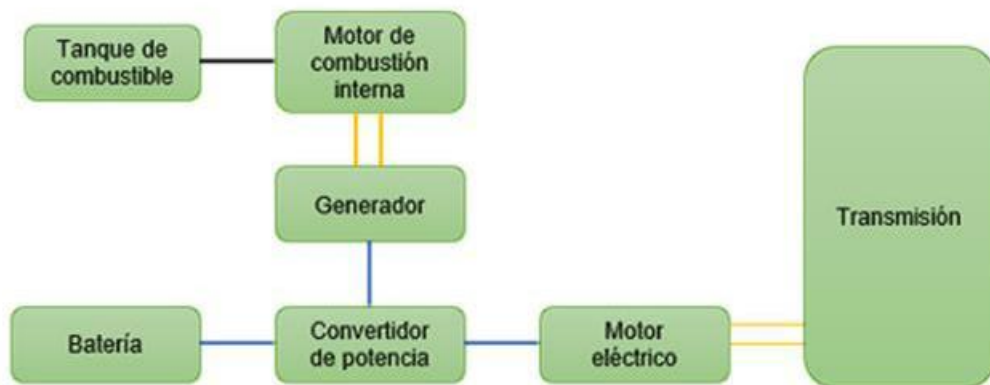 Tanque de
combustible
Motor de
combustión
interna
Generador
Transmisión
Batería
Convertidor
de potencia
Motor
eléctrico